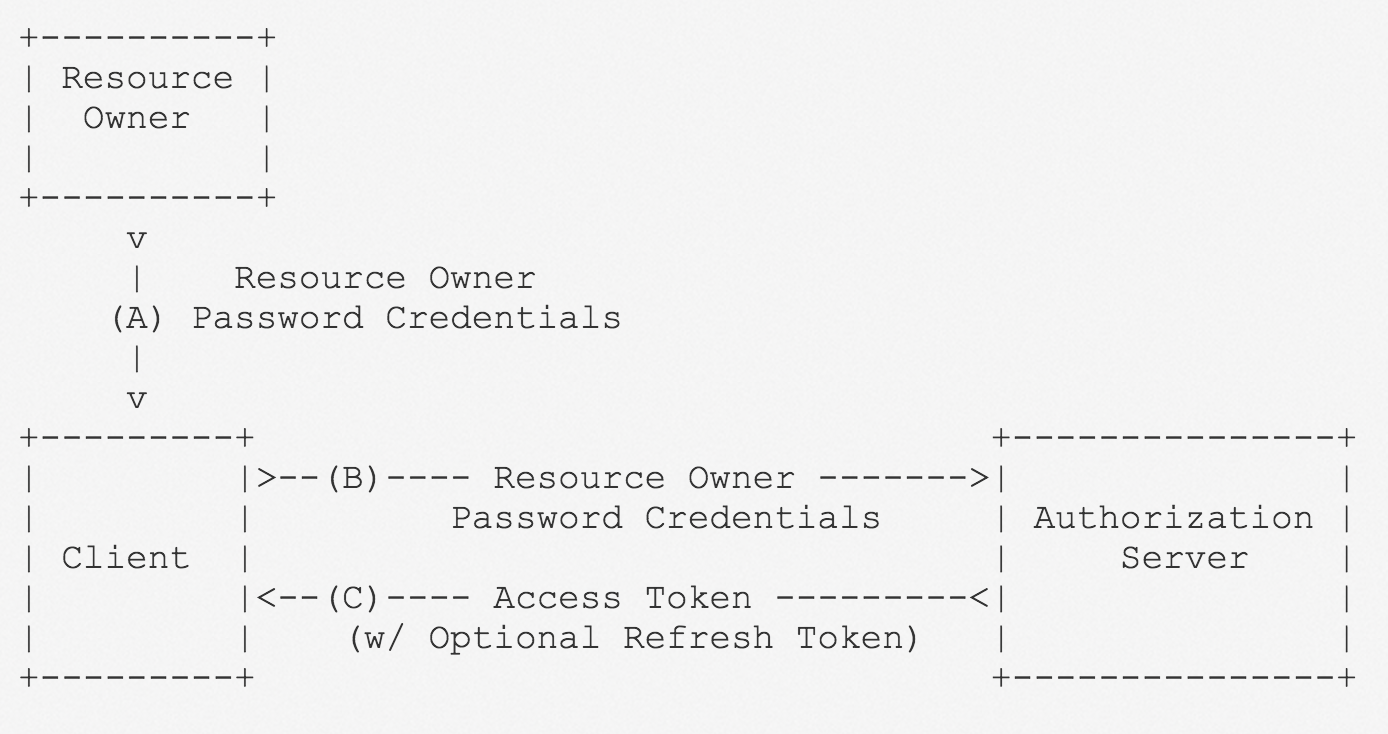 +----------+
| Resource |
|  Owner   |
|          |
+----------+
     v
     |    Resource Owner
    (A) Password Credentials
     |
     v
+---------+                                  +---------------+
|         |>--(B)---- Resource Owner ------->|               |
|         |         Password Credentials     | Authorization |
| Client  |                                  |     Server    |
|         |<--(C)---- Access Token ---------<|               |
|         |    (w/ Optional Refresh Token)   |               |
+---------+                                  +---------------+